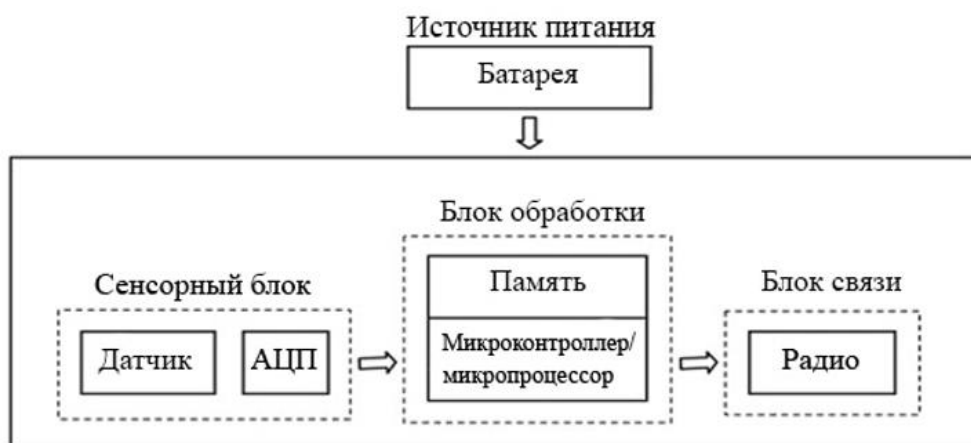 Источник питания
Батарея
Блок обработки
Сенсорный блок
Память
Блок связи
Датчик
АЦП
Микроконтроллер/
микропроцессор
Радио